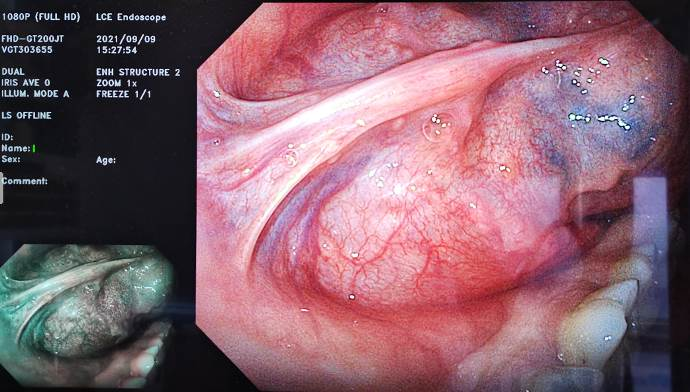 1080P (FULL HD) LCE Endoscope
FHD-GT200JT 2021/09/09
VGT303655 15:27:54
DUAL ENH STRUCTURE 2
IRIS AVE 0 ZOOM 1x
ILLUM. MODE A FREEZE 1/1
LS OFFLINE
ID:
Name:
Sex: Age:
Comment: